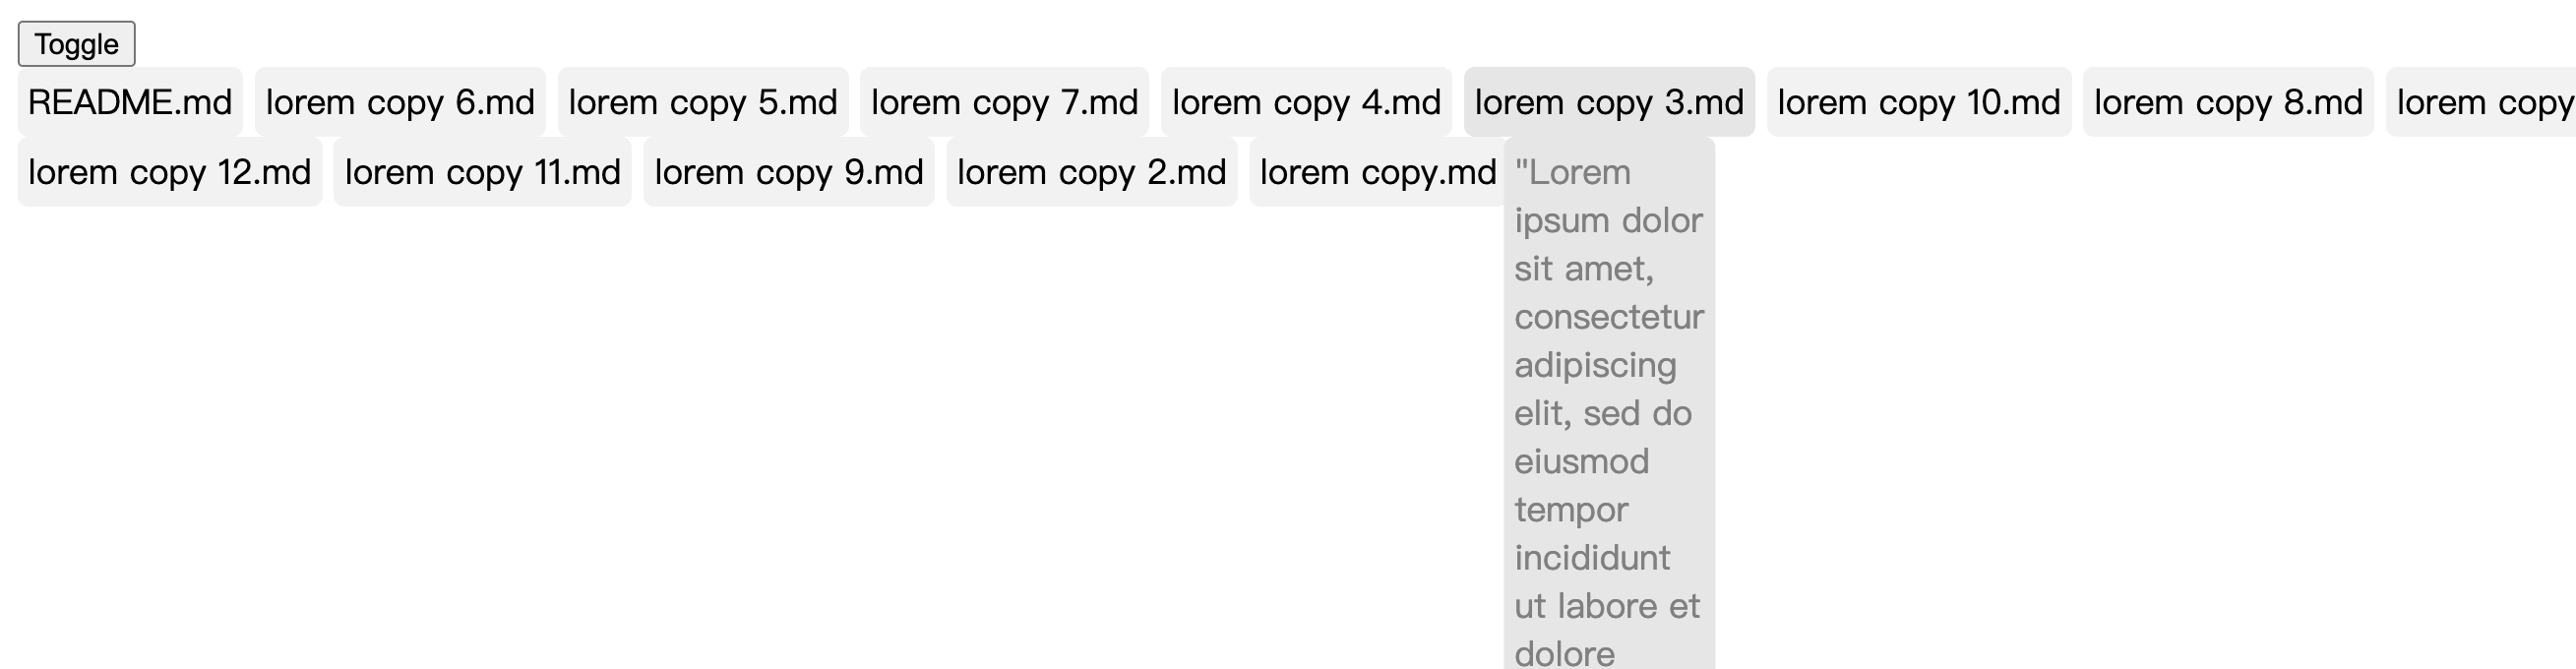 Toggle
README.md lorem copy 6.md lorem copy 5.md lorem copy 7.md lorem copy 4.md lorem copy 3.md lorem copy 10.md lorem copy 8.md lorem copy
lorem copy 12.md lorem copy 11.md lorem copy 9.md lorem copy 2.md lorem copy.md
"Lorem
ipsum dolor
sit amet,
consectetur
adipiscing
elit, sed do
eiusmod
tempor
incididunt
ut labore et
dolore